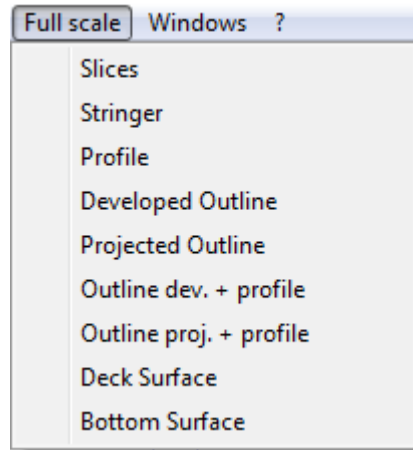 Full scale Windows ?
Slices
Stringer
Profile
Developed Outline
Projected Outline
Outline dev. + profile
Outline proj. + profile
Deck Surface
Bottom Surface